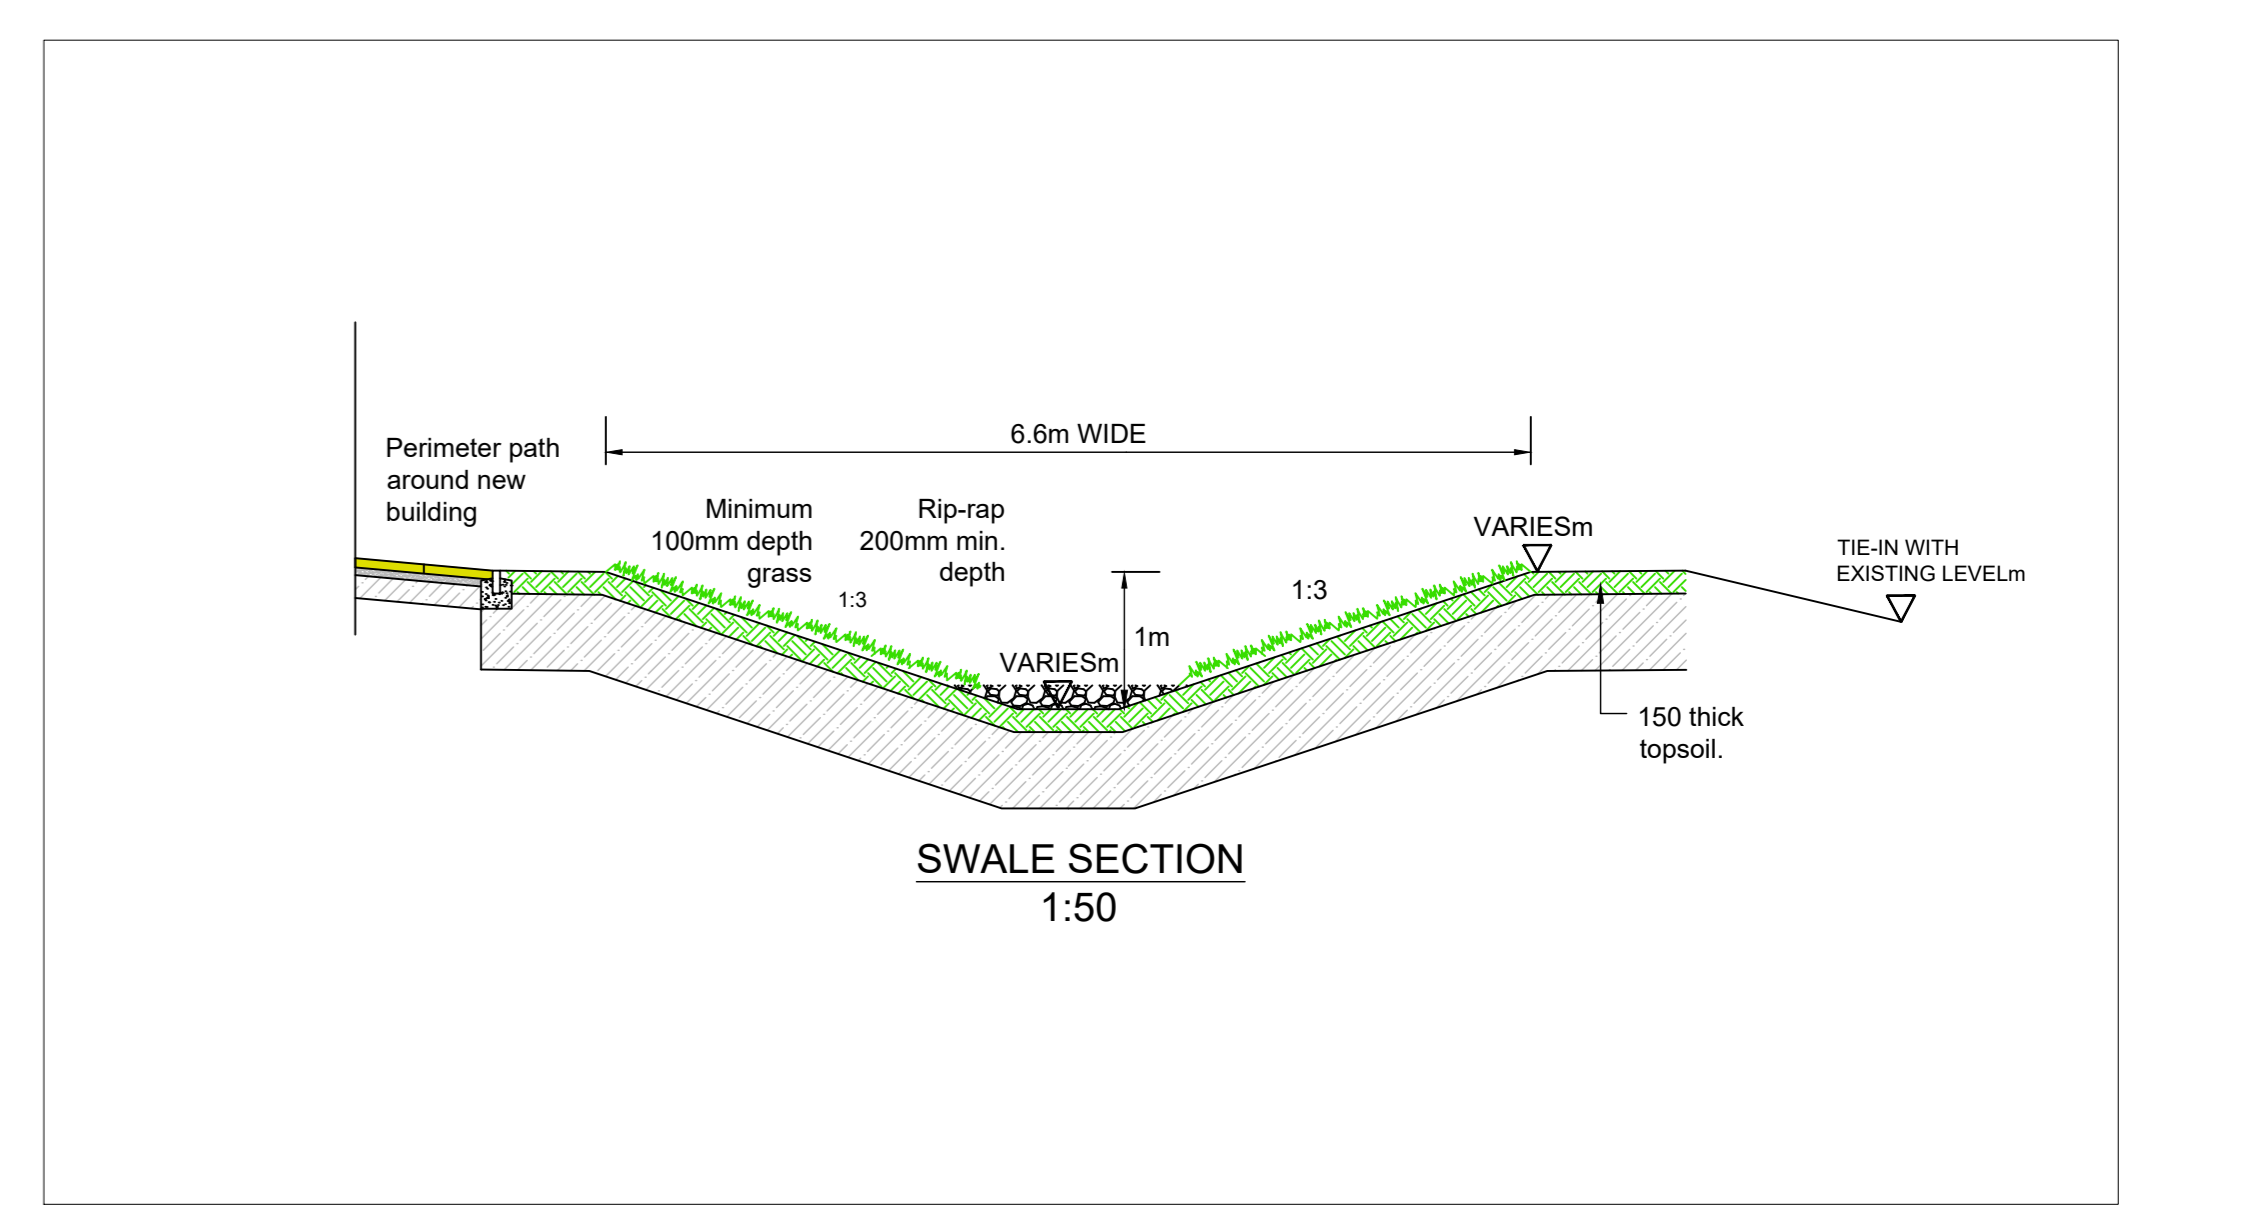 6.6m WIDE
Perimeter path
around new
building
Minimum
100mm depth
grass
Rip-rap
200mm min.
depth
VARIESm
TIE-IN WITH
EXISTING LEVELm
1:3
1:3
1m
VARIESm
150 thick
topsoil.
SWALE SECTION
1:50